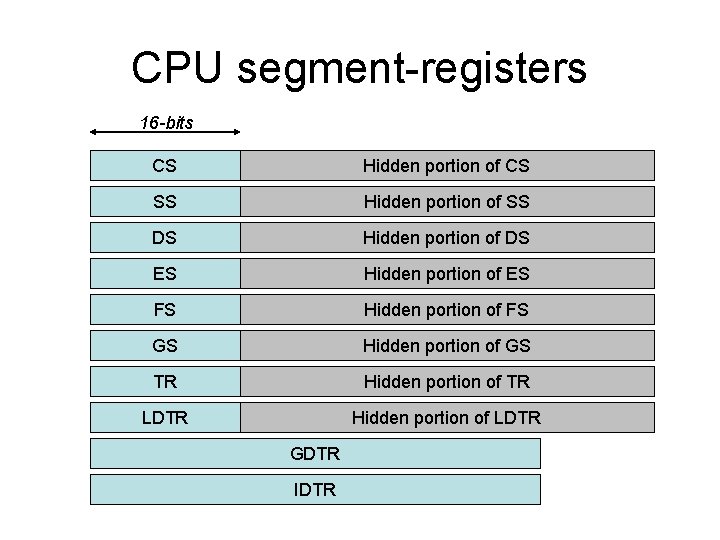 CPU segment-registers
16-bits
CS Hidden portion of CS
SS Hidden portion of SS
DS Hidden portion of DS
ES Hidden portion of ES
FS Hidden portion of FS
GS Hidden portion of GS
TR Hidden portion of TR
LDTR Hidden portion of LDTR
GDTR
IDTR